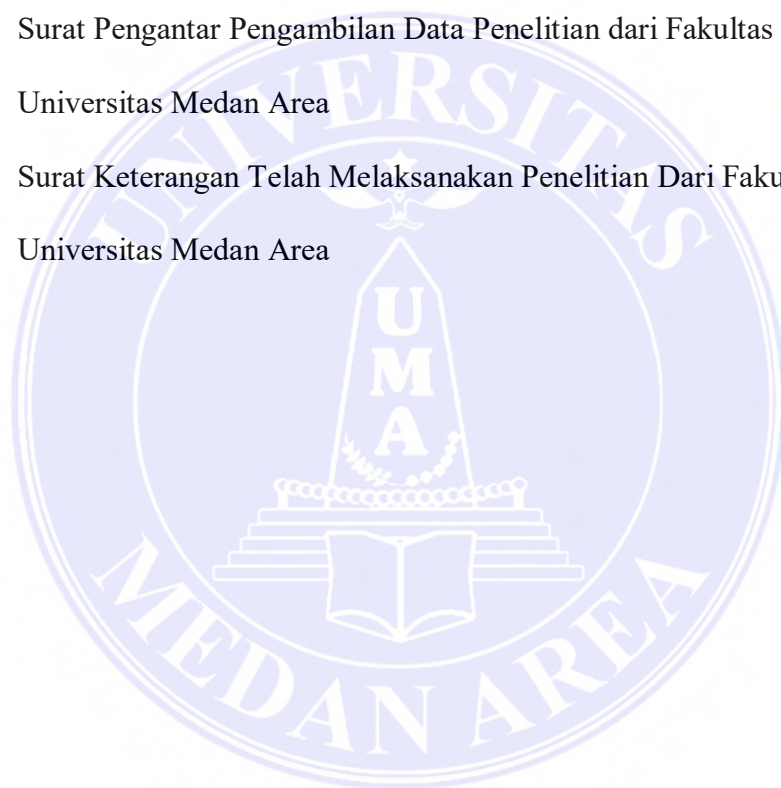 Surat Pengantar Pengambilan Data Penelitian dari Fakultas
Universitas Medan Area
Surat Keterangan Telah Melaksanakan Penelitian Dari
Universitas Medan Area
UNIVERSITAS
U
M
A
MEDAN AREA